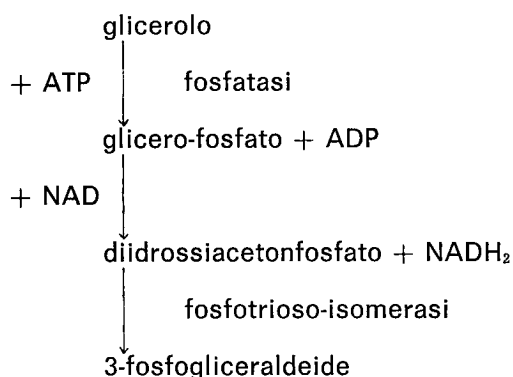 glicerolo
+ ATP fosfatasi
glicero-fosfato + ADP
+ NAD
diidrossiacetonfosfato + NADH₂
fosfotrioso-isomerasi
3-fosfogliceraldeide